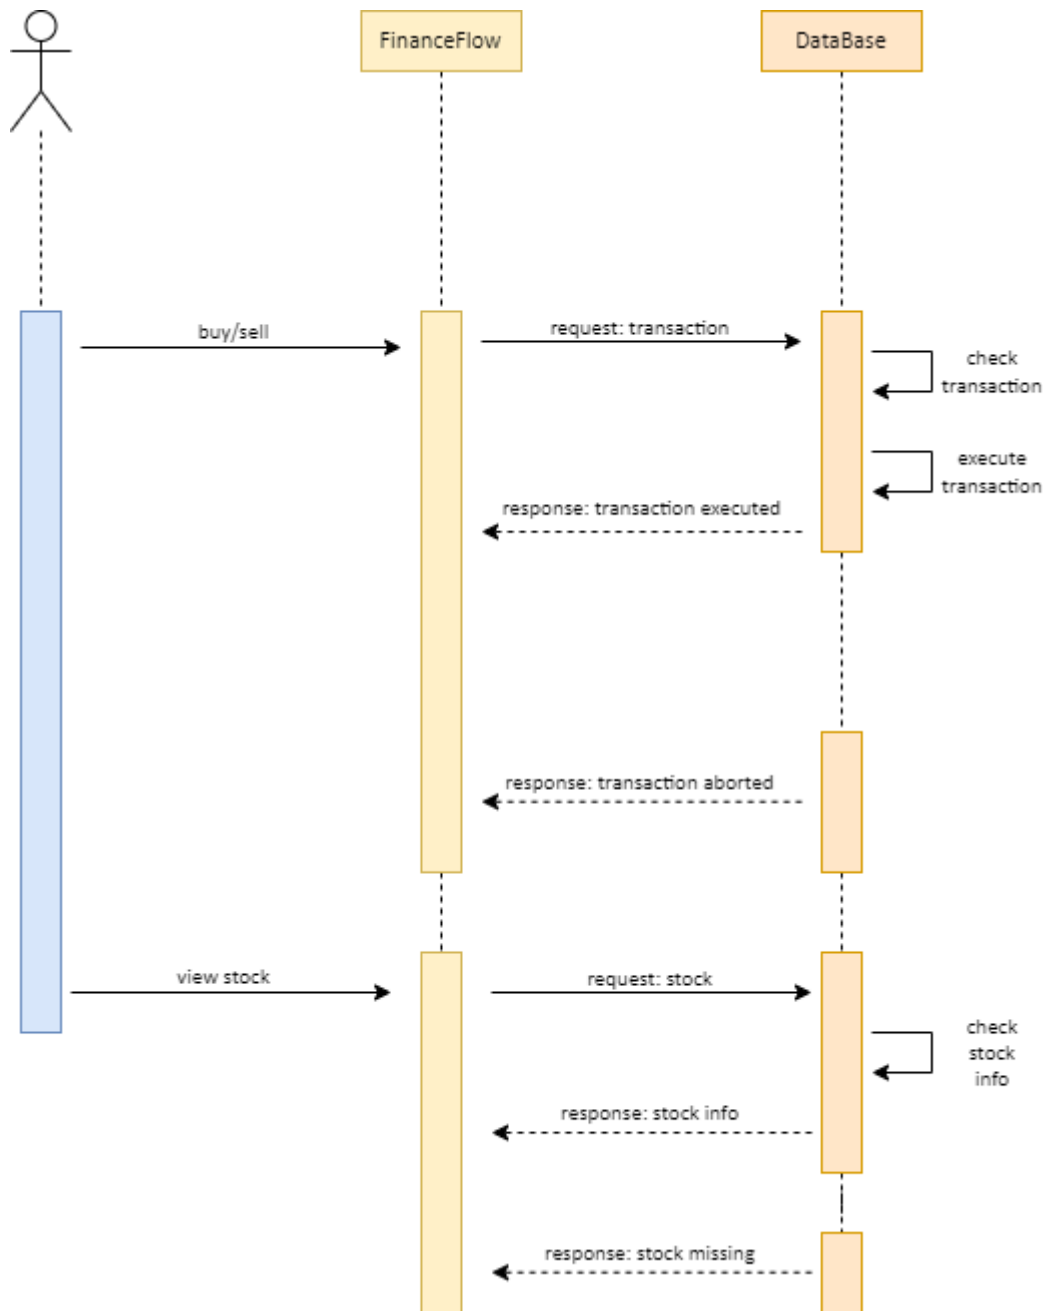 FinanceFlow
DataBase
buy/sell
request: transaction
check
transaction
execute
transaction
response: transaction executed
response: transaction aborted
view stock
request: stock
check
stock
info
response: stock info
response: stock missing